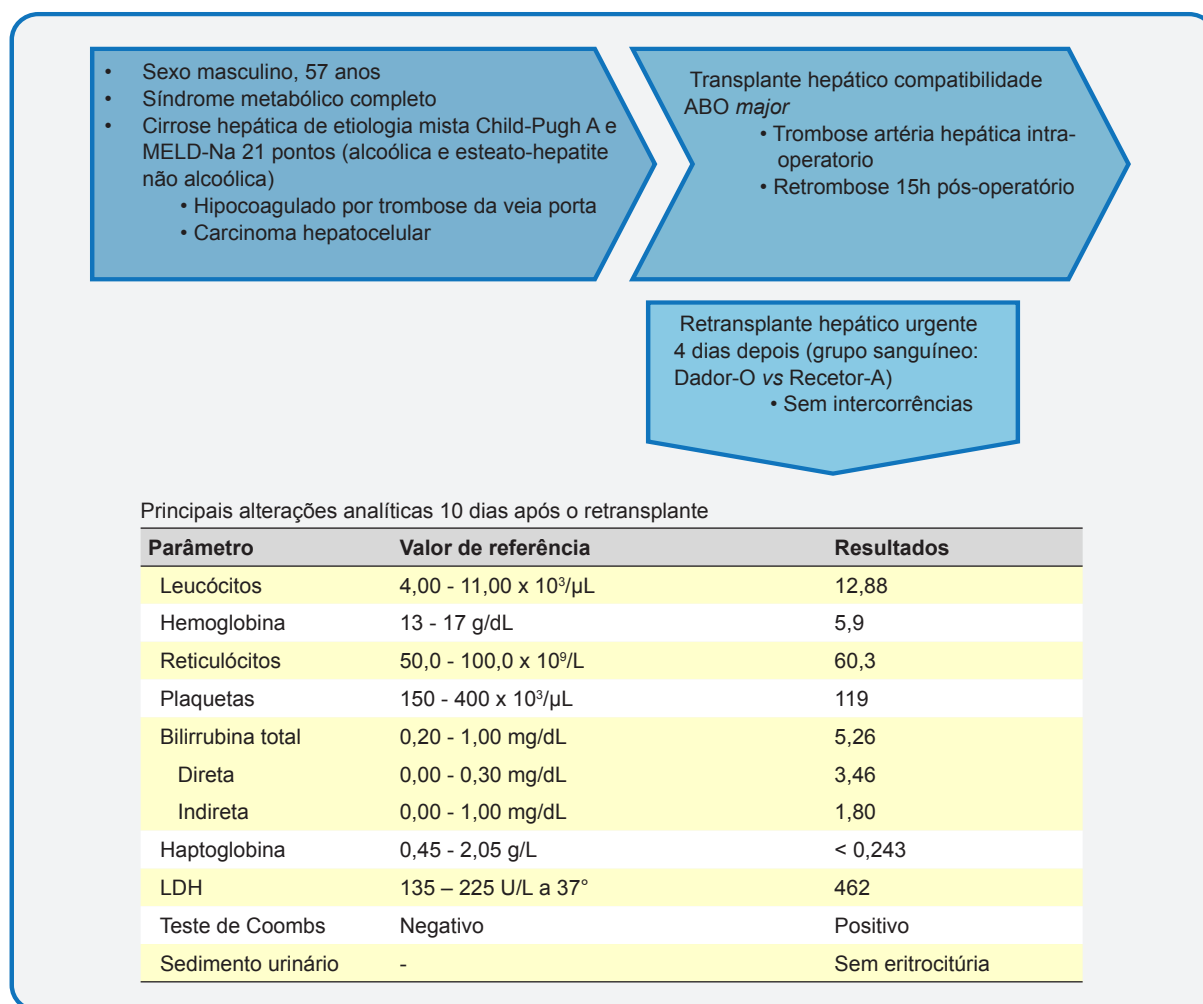 • Sexo masculino, 57 anos
• Síndrome metabólico completo
• Cirrose hepática de etiologia mista Child-Pugh A e
MELD-Na 21 pontos (alcoólica e esteato-hepatite
não alcoólica)
• Hipocoagulado por trombose da veia porta
• Carcinoma hepatocelular
Transplante hepático compatibilidade
ABO major
• Trombose artéria hepática intra-
operatorio
• Retrombose 15h pós-operatório
Retransplante hepático urgente
4 dias depois (grupo sanguíneo:
Dador-O vs Recetor-A)
• Sem intercorrências
Principais alterações analíticas 10 dias após o retransplante
Parâmetro Valor de referência Resultados
Leucócitos 4,00 - 11,00 x 10³/µL 12,88
Hemoglobina 13 - 17 g/dL 5,9
Reticulócitos 50,0 - 100,0 x 10⁹/L 60,3
Plaquetas 150 - 400 x 10³/µL 119
Bilirrubina total 0,20 - 1,00 mg/dL 5,26
Direta 0,00 - 0,30 mg/dL 3,46
Indireta 0,00 - 1,00 mg/dL 1,80
Haptoglobina 0,45 - 2,05 g/L < 0,243
LDH 135 – 225 U/L a 37° 462
Teste de Coombs Negativo Positivo
Sedimento urinário - Sem eritrocitúria